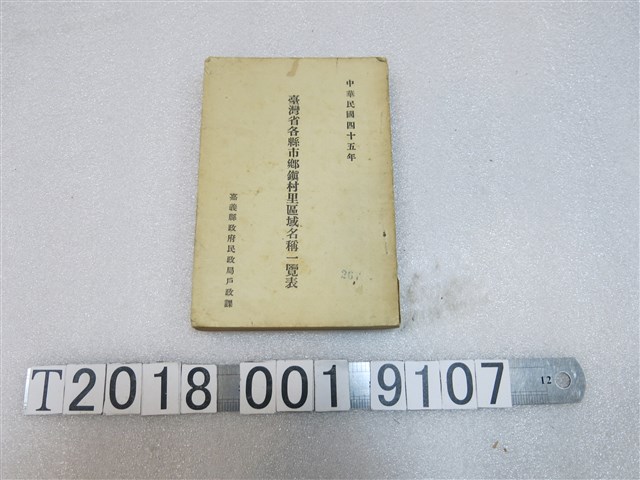 中華民國四十五年
臺灣省各縣市鄉鎭村里區域名稱一覽表
嘉義縣政府民政局戶政課
26.
T2018 001 9107
12